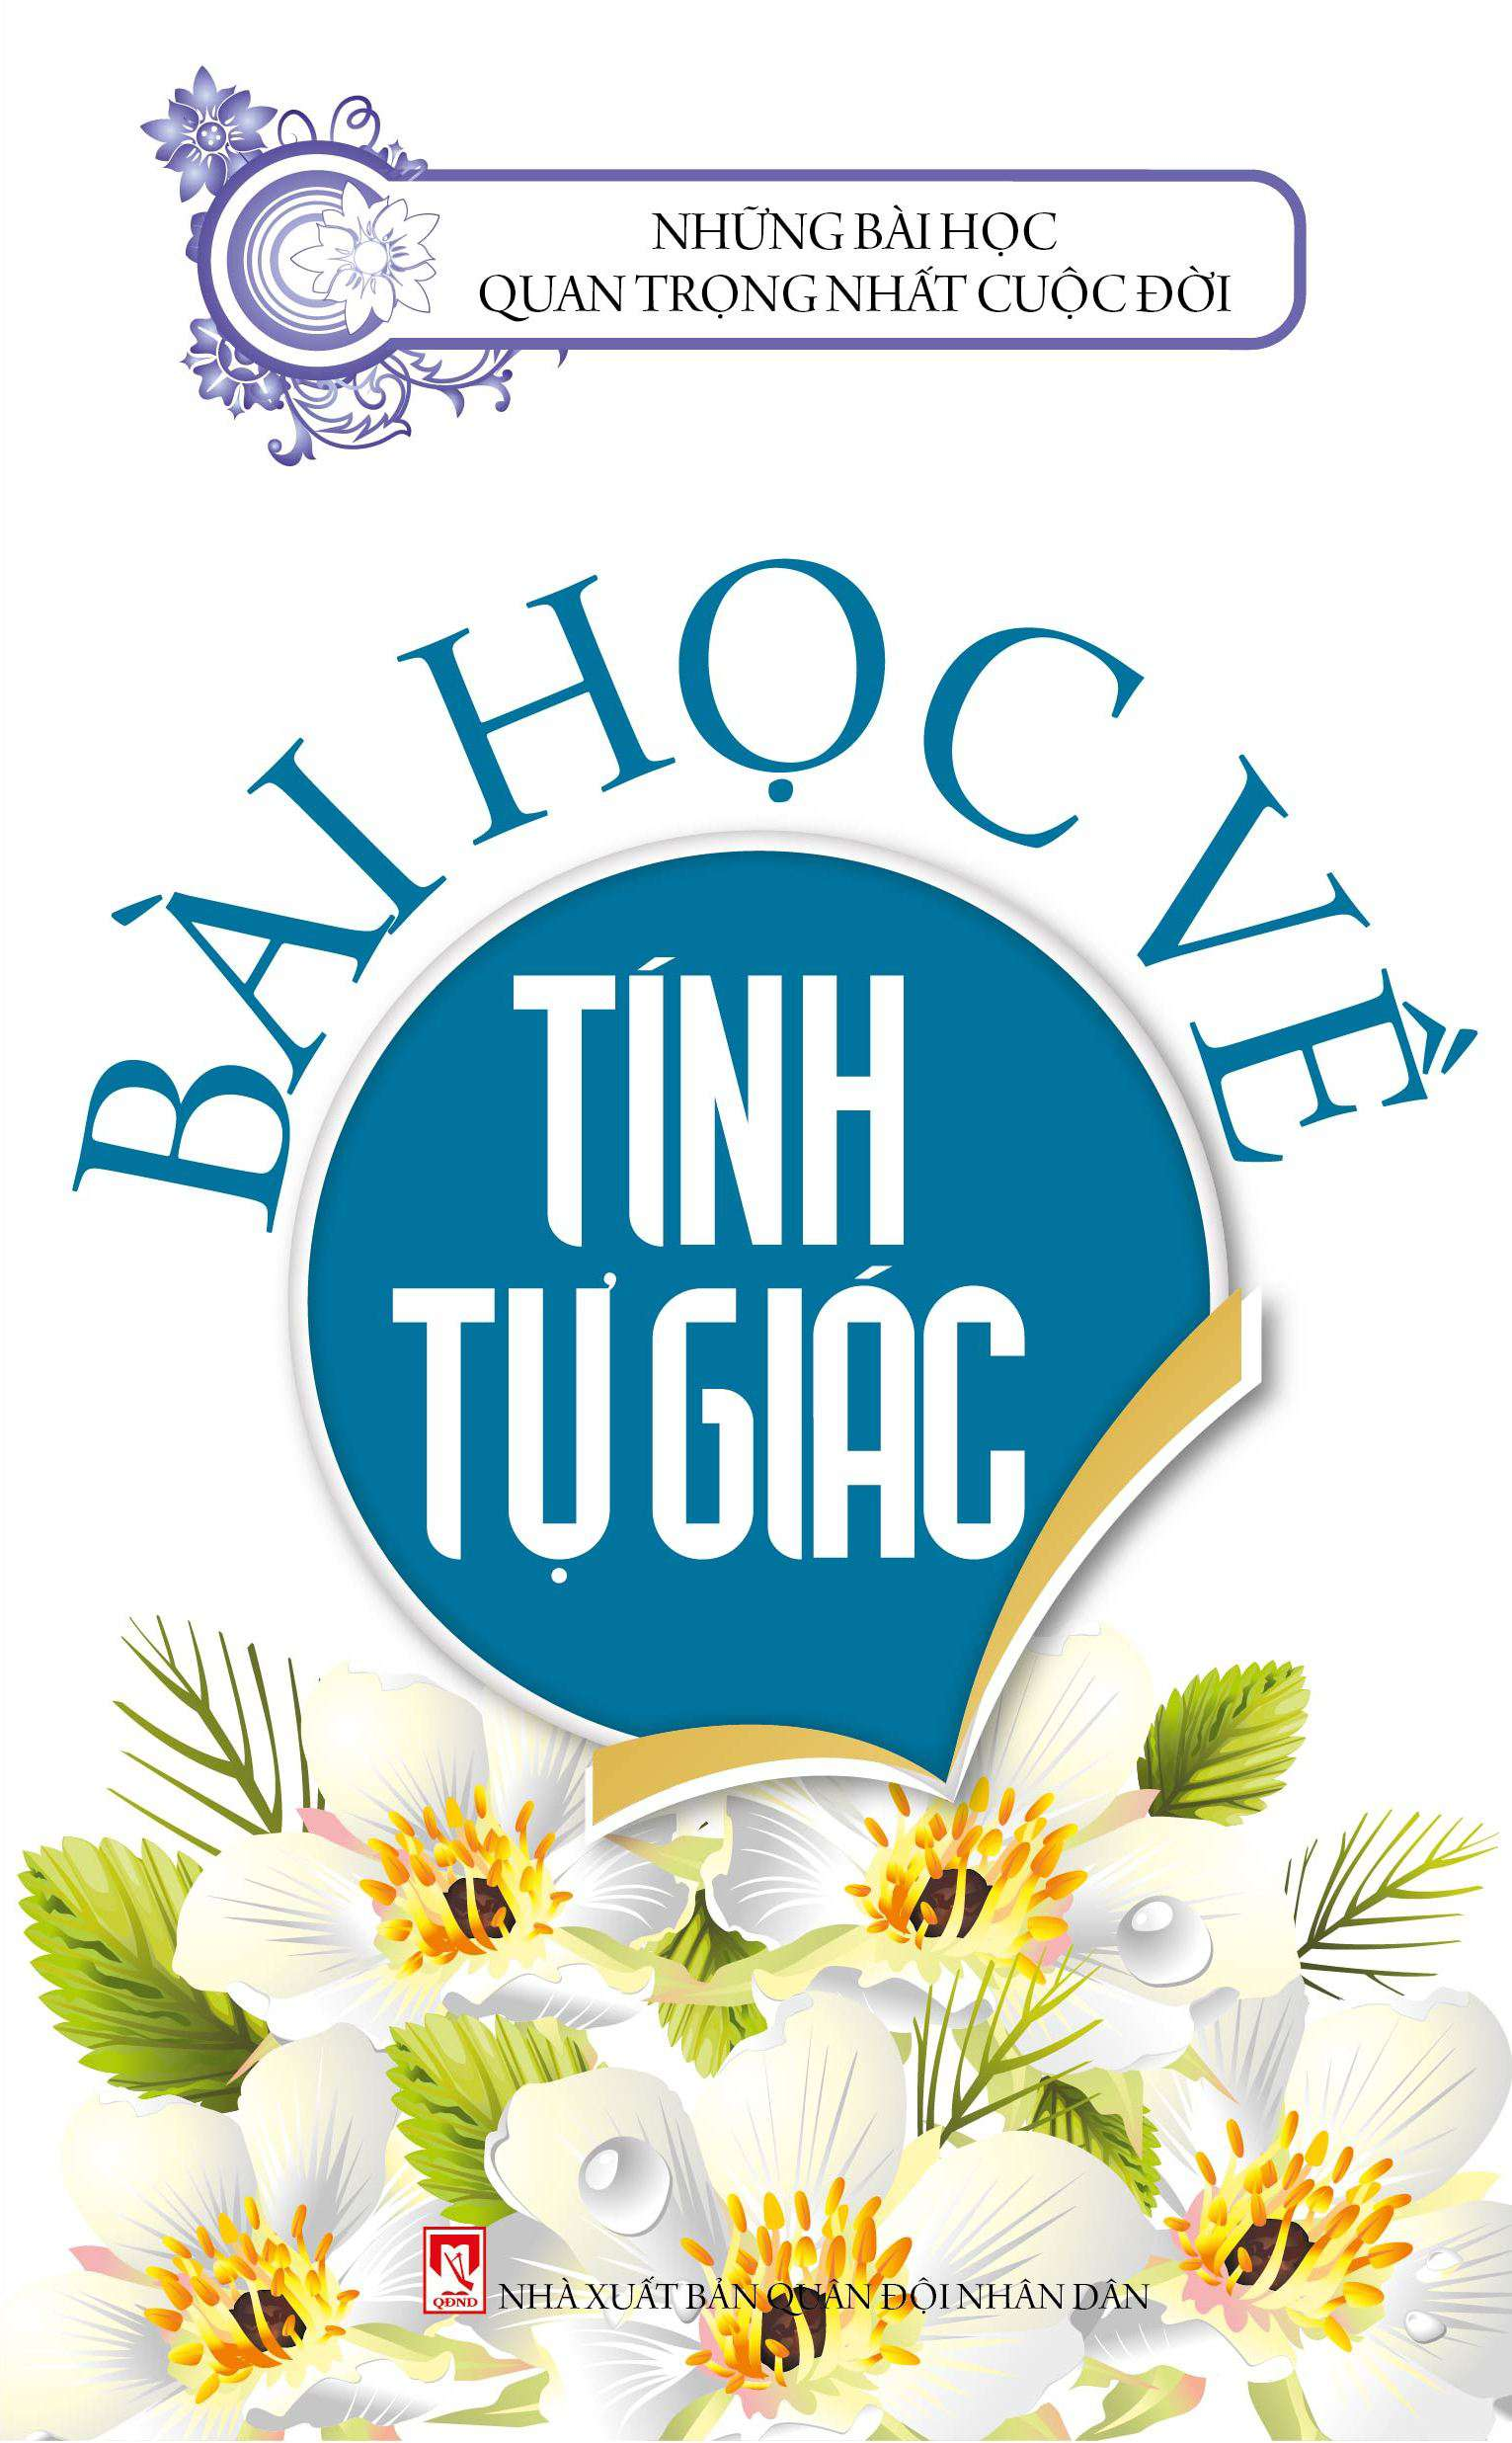 NHỮNG BÀI HỌC
QUAN TRỌNG NHẤT CUỘC ĐỜI
BÀI HỌC VỀ
TÍNH
TỰ GIÁC
QĐND
NHÀ XUẤT BẢN QUÂN ĐỘI NHÂN DÂN